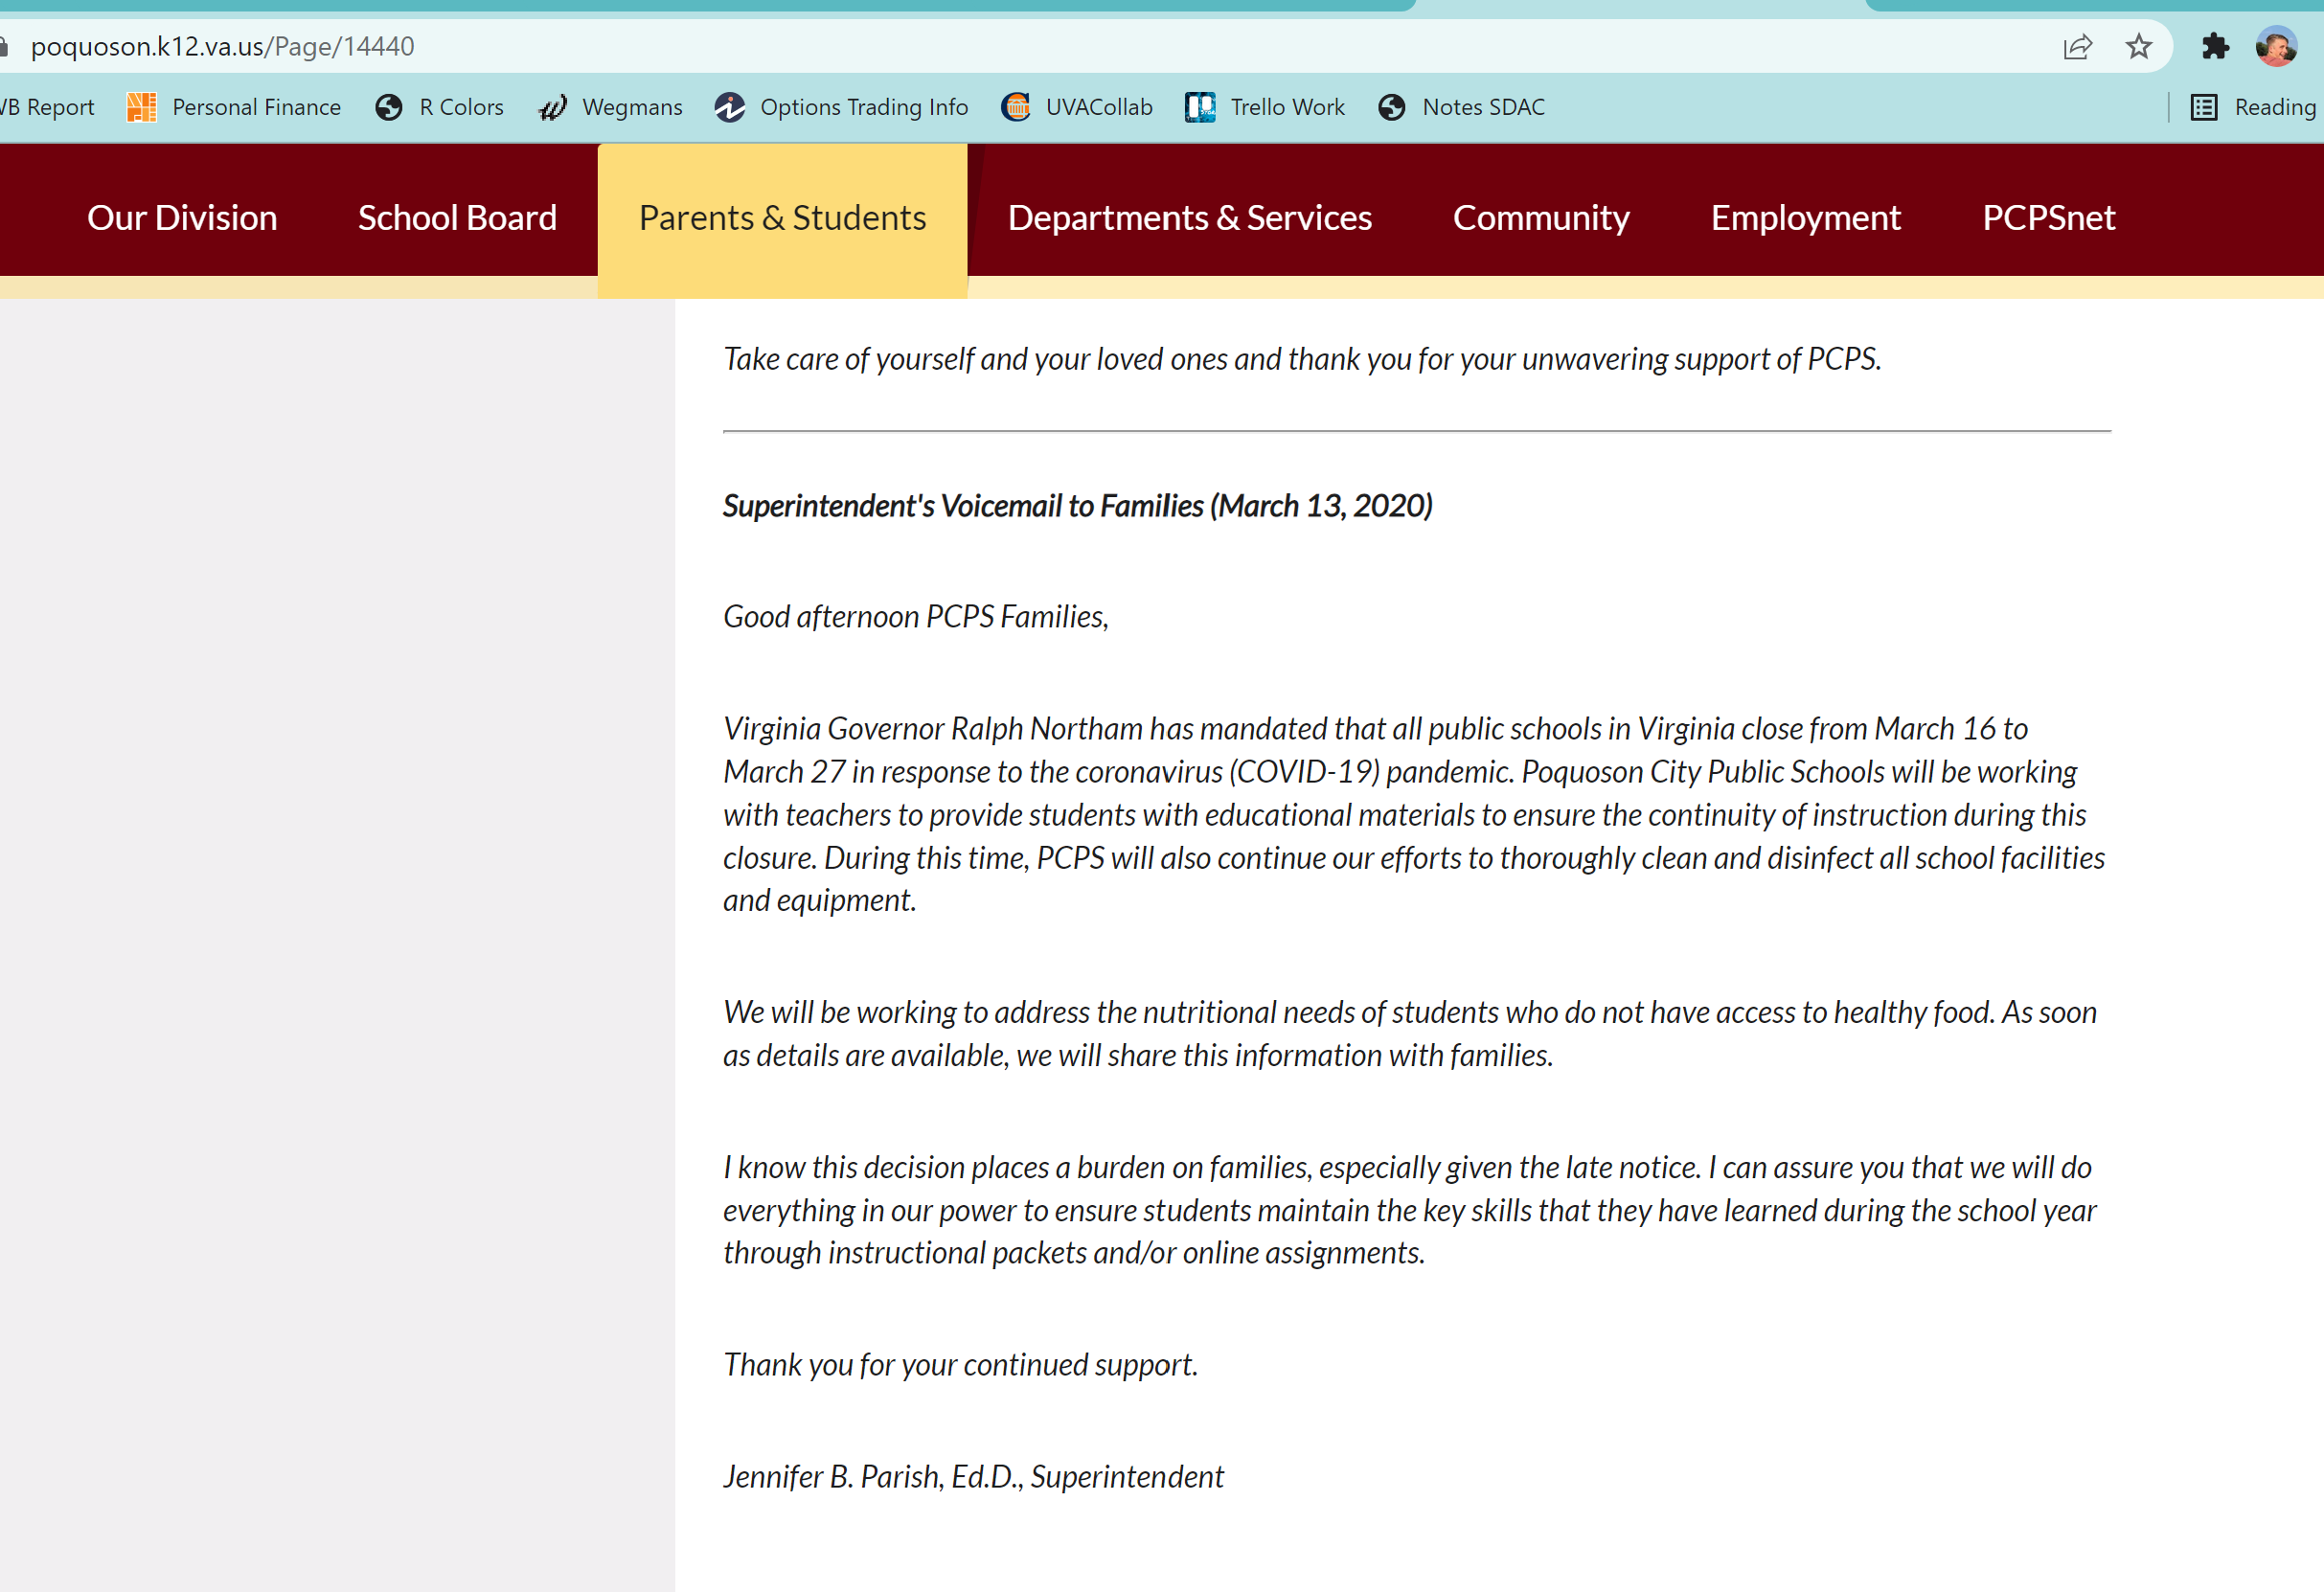 poquoson.k12.va.us/Page/14440
Report Personal Finance R Colors Wegmans Options Trading Info UVACollab Trello Work Notes SDAC Reading
Our Division School Board Parents & Students Departments & Services Community Employment PCPSnet
Take care of yourself and your loved ones and thank you for your unwavering support of PCPS.
Superintendent's Voicemail to Families (March 13, 2020)
Good afternoon PCPS Families,
Virginia Governor Ralph Northam has mandated that all public schools in Virginia close from March 16 to
March 27 in response to the coronavirus (COVID-19) pandemic. Poquoson City Public Schools will be working
with teachers to provide students with educational materials to ensure the continuity of instruction during this
closure. During this time, PCPS will also continue our efforts to thoroughly clean and disinfect all school facilities
and equipment.
We will be working to address the nutritional needs of students who do not have access to healthy food. As soon
as details are available, we will share this information with families.
I know this decision places a burden on families, especially given the late notice. I can assure you that we will do
everything in our power to ensure students maintain the key skills that they have learned during the school year
through instructional packets and/or online assignments.
Thank you for your continued support.
Jennifer B. Parish, Ed.D., Superintendent